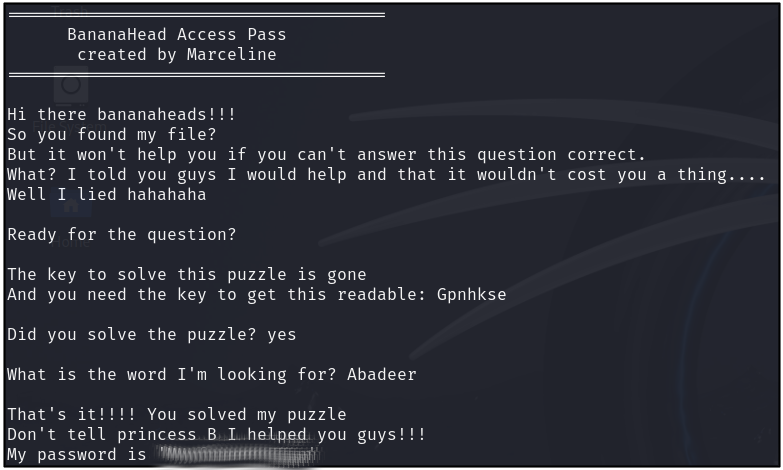 BananaHead Access Pass
created by Marceline
Hi there bananaheads!!!
So you found my file?
But it won't help you if you can't answer this question correct.
What? I told you guys I would help and that it wouldn't cost you a thing....
Well I lied hahahaha
Ready for the question?
The key to solve this puzzle is gone
And you need the key to get this readable: Gpnhkse
Did you solve the puzzle? yes
What is the word I'm looking for? Abadeer
That's it!!!! You solved my puzzle
Don't tell princess B I helped you guys!!!
My password is